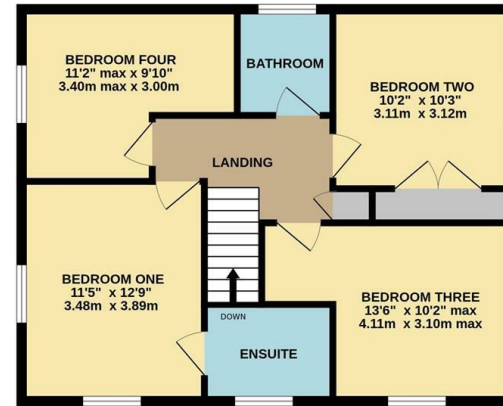 BEDROOM FOUR
11'2" max x 9'10"
3.40m max x 3.00m
BATHROOM
BEDROOM TWO
10'2" x 10'3"
3.11m x 3.12m
LANDING
BEDROOM ONE
11'5" x 12'9"
3.48m x 3.89m
DOWN
ENSUITE
BEDROOM THREE
13'6" x 10'2" max
4.11m x 3.10m max